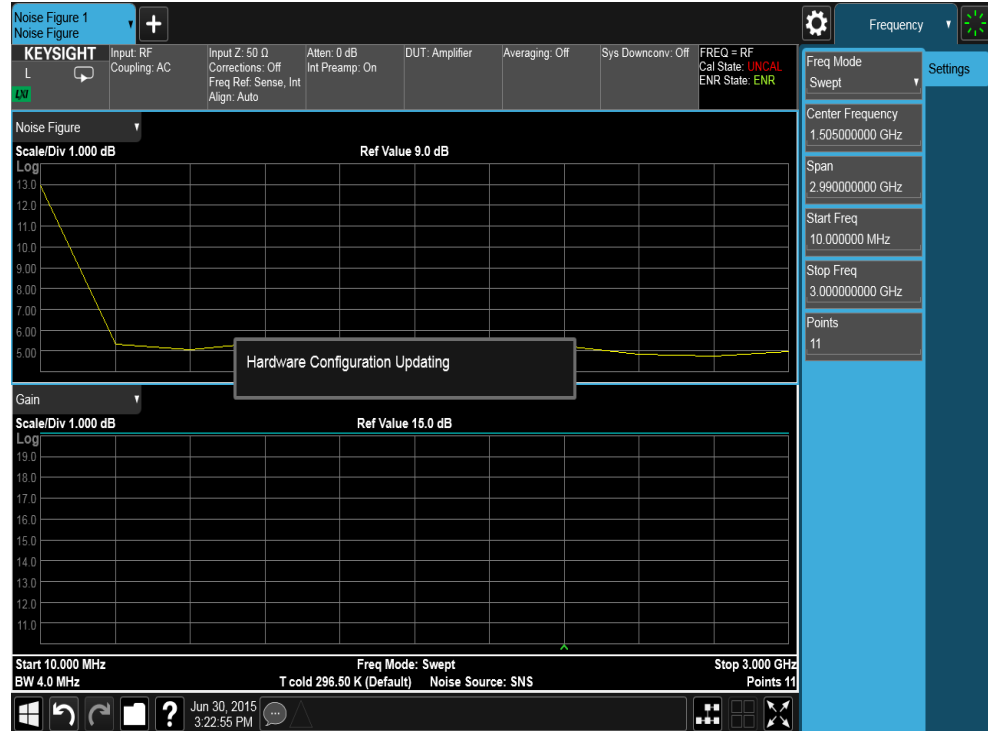 Noise Figure 1
Noise Figure
+
Frequency
KEYSIGHT
L
LXI
Input: RF
Coupling: AC
Input Z: 50 Ω
Corrections: Off
Freq Ref: Sense, Int
Align: Auto
Atten: 0 dB
Int Preamp: On
DUT: Amplifier
Averaging: Off
Sys Downconv: Off
FREQ = RF
Cal State: UNCAL
ENR State: ENR
Freq Mode
Swept
Settings
Center Frequency
1.505000000 GHz
Span
2.990000000 GHz
Start Freq
10.000000 MHz
Stop Freq
3.000000000 GHz
Points
11
Noise Figure
Scale/Div 1.000 dB Ref Value 9.0 dB
Log
13.0
12.0
11.0
10.0
9.00
8.00
7.00
6.00
5.00
Hardware Configuration Updating
Gain
Scale/Div 1.000 dB Ref Value 15.0 dB
Log
19.0
18.0
17.0
16.0
15.0
14.0
13.0
12.0
11.0
Start 10.000 MHz Freq Mode: Swept Stop 3.000 GHz
BW 4.0 MHz T cold 296.50 K (Default) Noise Source: SNS Points 11
?
Jun 30, 2015
3:22:55 PM